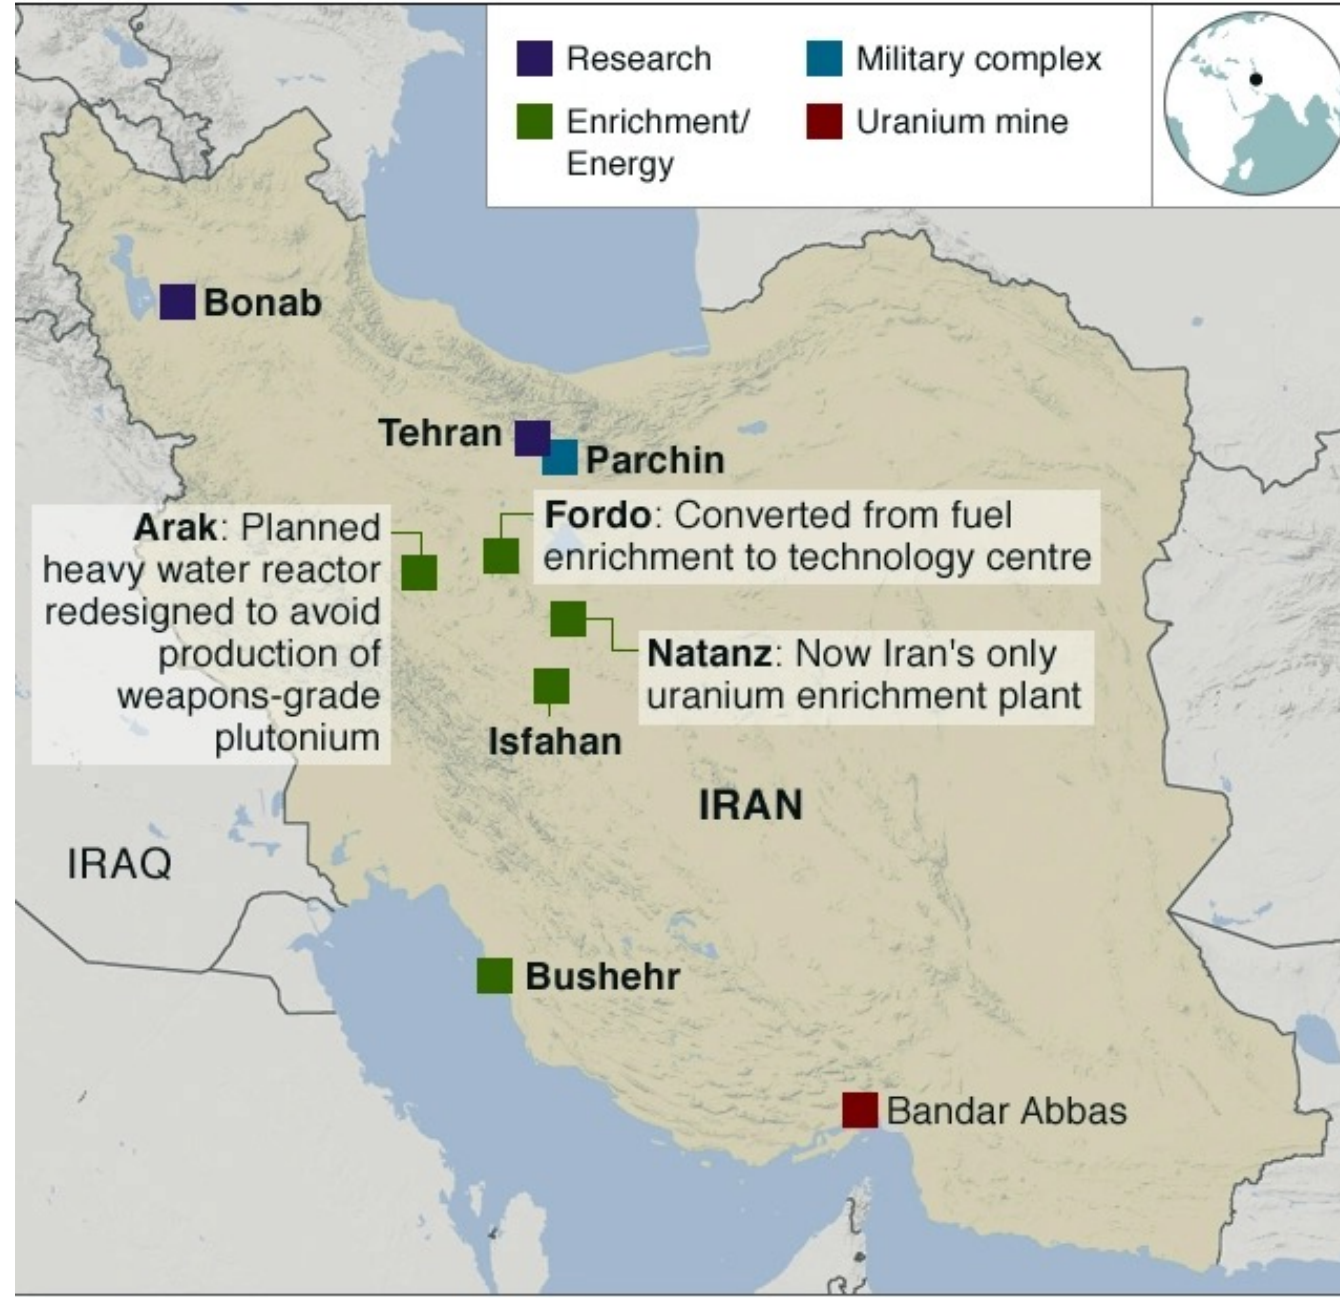 Research
Military complex
Enrichment/
Energy
Uranium mine
Bonab
Tehran
Parchin
Arak: Planned
heavy water reactor
redesigned to avoid
production of
weapons-grade
plutonium
Fordo: Converted from fuel
enrichment to technology centre
Natanz: Now Iran's only
uranium enrichment plant
Isfahan
IRAN
IRAQ
Bushehr
Bandar Abbas